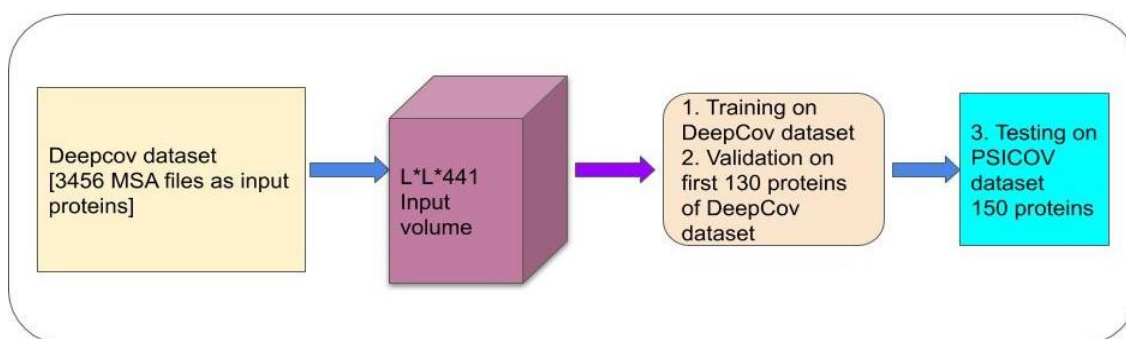 Deepcov dataset
[3456 MSA files as input
proteins]
L*L*441
Input
volume
1. Training on
DeepCov dataset
2. Validation on
first 130 proteins
of DeepCov
dataset
3. Testing on
PSICOV
dataset
150 proteins